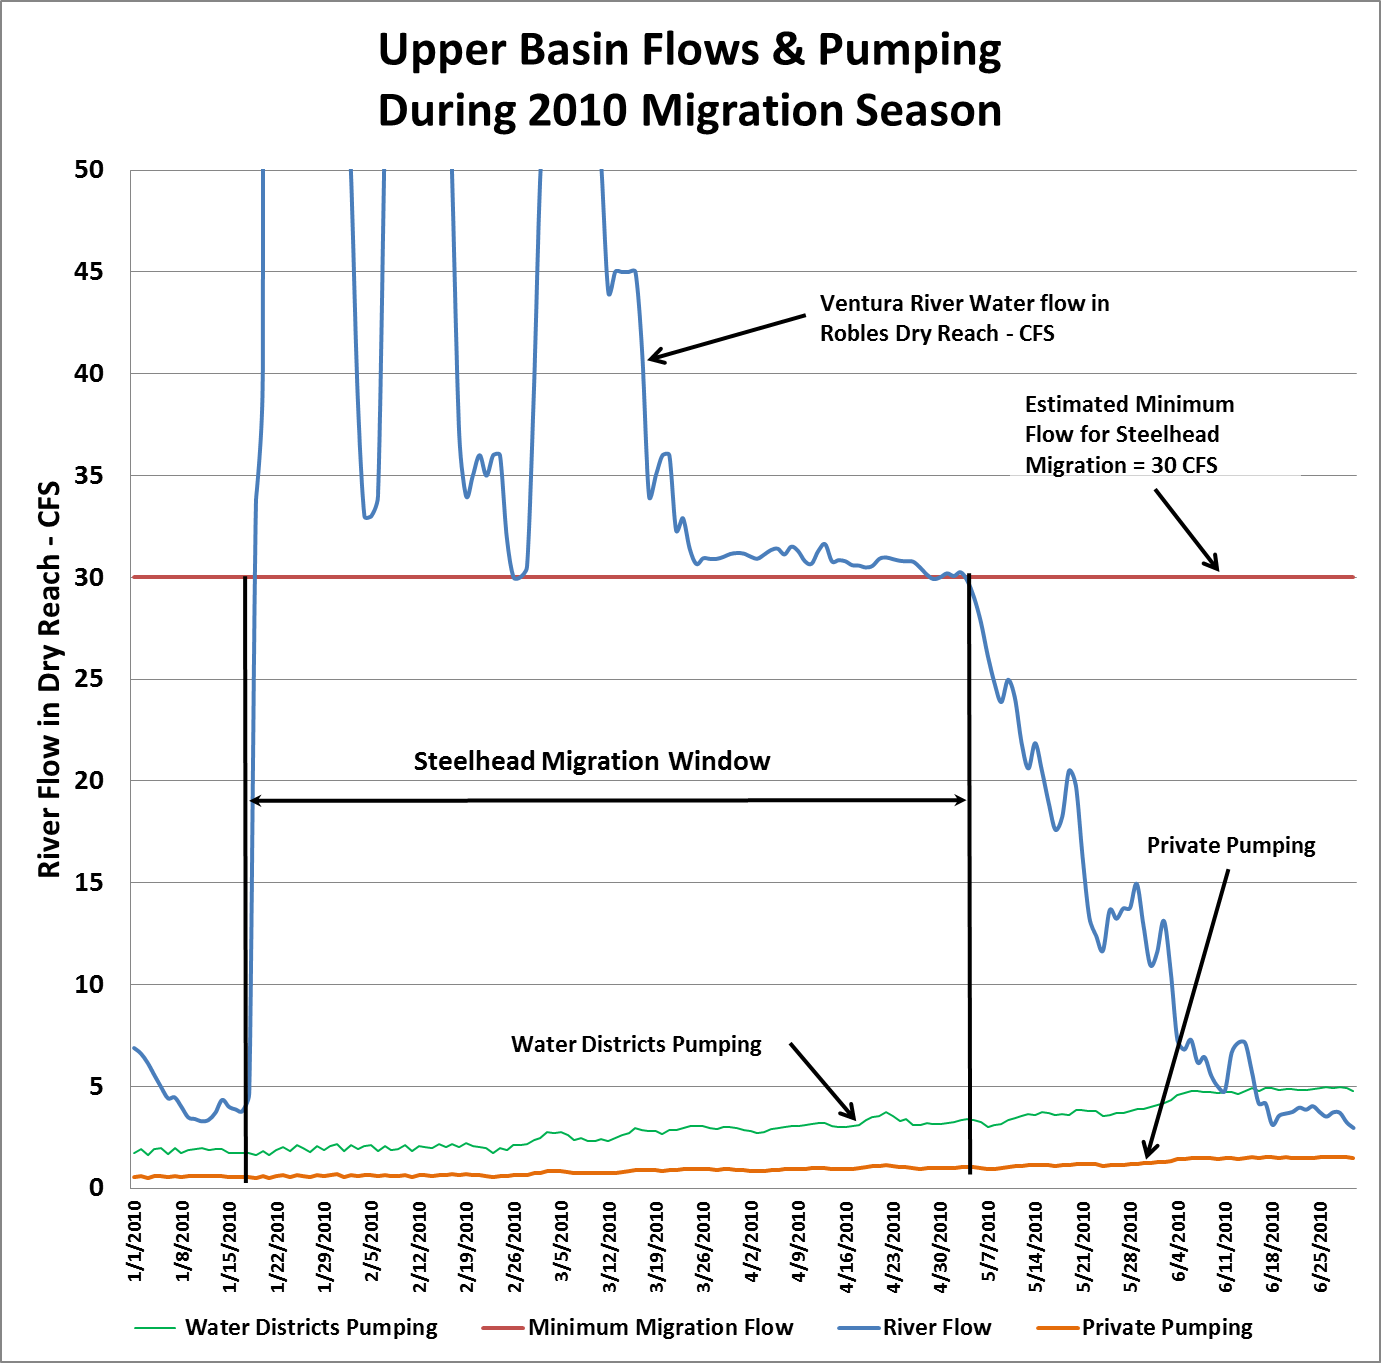 Upper Basin Flows & Pumping
During 2010 Migration Season
River Flow in Dry Reach - CFS
50
45
40
35
30
25
20
15
10
5
0
Ventura River Water flow in
Robles Dry Reach - CFS
Estimated Minimum
Flow for Steelhead
Migration = 30 CFS
Steelhead Migration Window
Private Pumping
Water Districts Pumping
1/1/2010
1/8/2010
1/15/2010
1/22/2010
1/29/2010
2/5/2010
2/12/2010
2/19/2010
2/26/2010
3/5/2010
3/12/2010
3/19/2010
3/26/2010
4/2/2010
4/9/2010
4/16/2010
4/23/2010
4/30/2010
5/7/2010
5/14/2010
5/21/2010
5/28/2010
6/4/2010
6/11/2010
6/18/2010
6/25/2010
Water Districts Pumping
Minimum Migration Flow
River Flow
Private Pumping